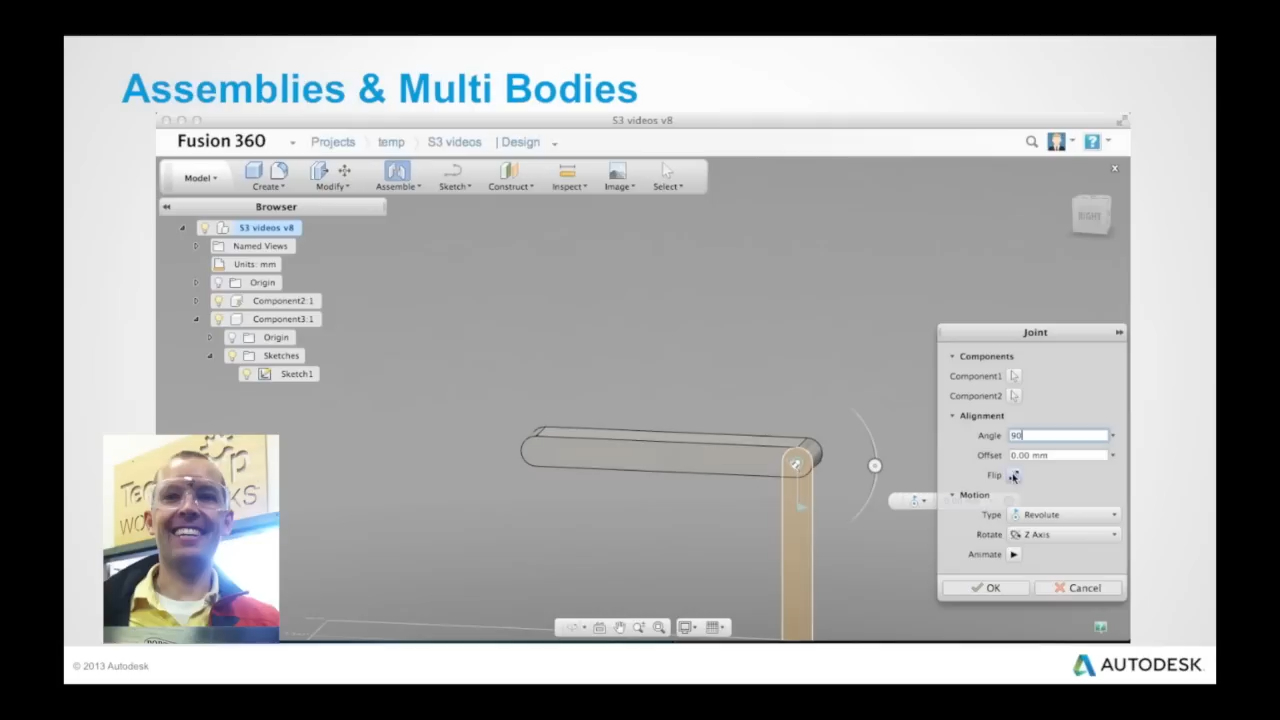 Assemblies & Multi Bodies
S3 videos v8
Fusion 360 Projects temp S3 videos | Design
Model Create Modify Assemble Sketch Construct Inspect Image Select
Browser
S3 videos v8
Named Views
Units: mm
Origin
Component2:1
Component3:1
Origin
Sketches
Sketch1
RIGHT
Joint
Components
Component1
Component2
Alignment
Angle 90
Offset 0.00 mm
Flip
Motion
Type Revolute
Rotate Z Axis
Animate
OK Cancel
© 2013 Autodesk
AUTODESK